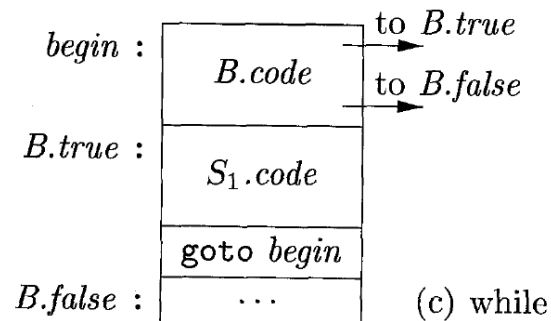 to B.true
begin :
B.code
to B.false
B.true :
S₁.code
goto begin
B.false : ... (c) while